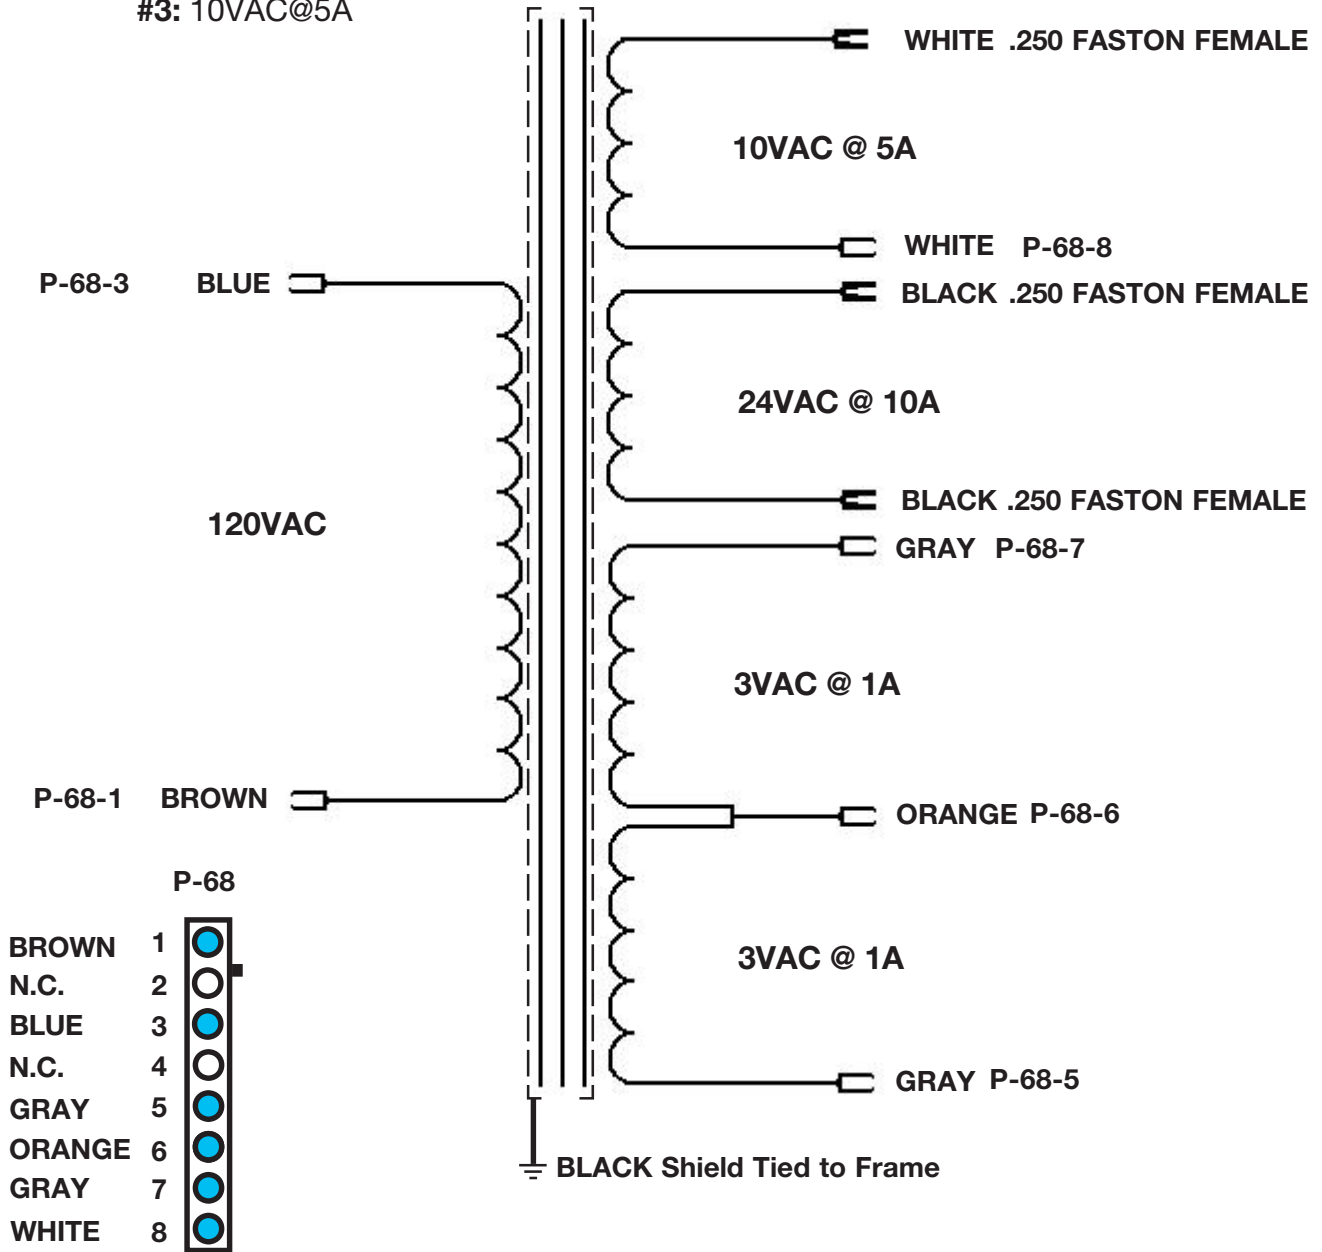 #3: 10VAC@5A
WHITE .250 FASTON FEMALE
10VAC @ 5A
WHITE P-68-8
P-68-3 BLUE
BLACK .250 FASTON FEMALE
24VAC @ 10A
BLACK .250 FASTON FEMALE
120VAC
GRAY P-68-7
3VAC @ 1A
P-68-1 BROWN
ORANGE P-68-6
P-68
BROWN 1
N.C. 2
BLUE 3
N.C. 4
GRAY 5
ORANGE 6
GRAY 7
WHITE 8
3VAC @ 1A
GRAY P-68-5
BLACK Shield Tied to Frame